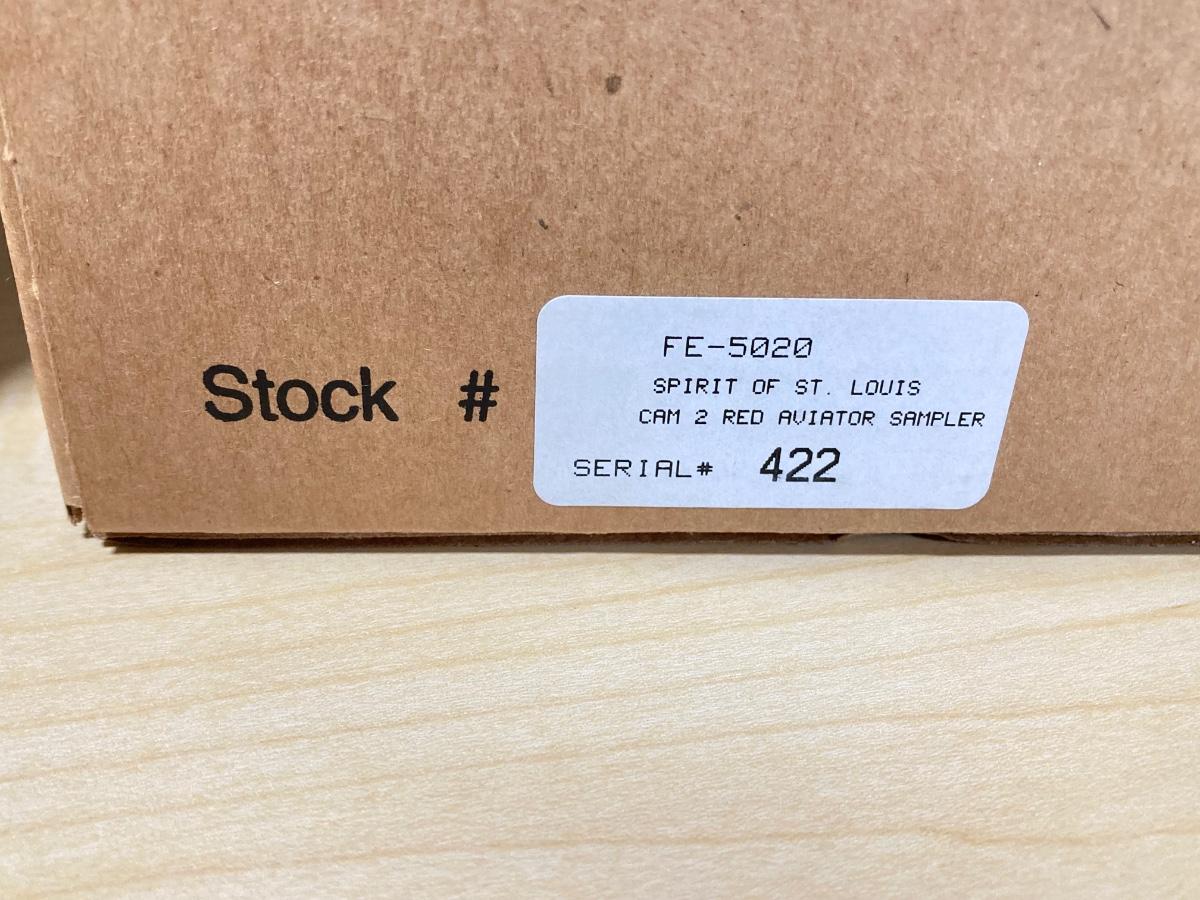 FE-5020
SPIRIT OF ST. LOUIS
Stock #
CAM 2 RED AVIATOR SAMPLER
SERIAL# 422